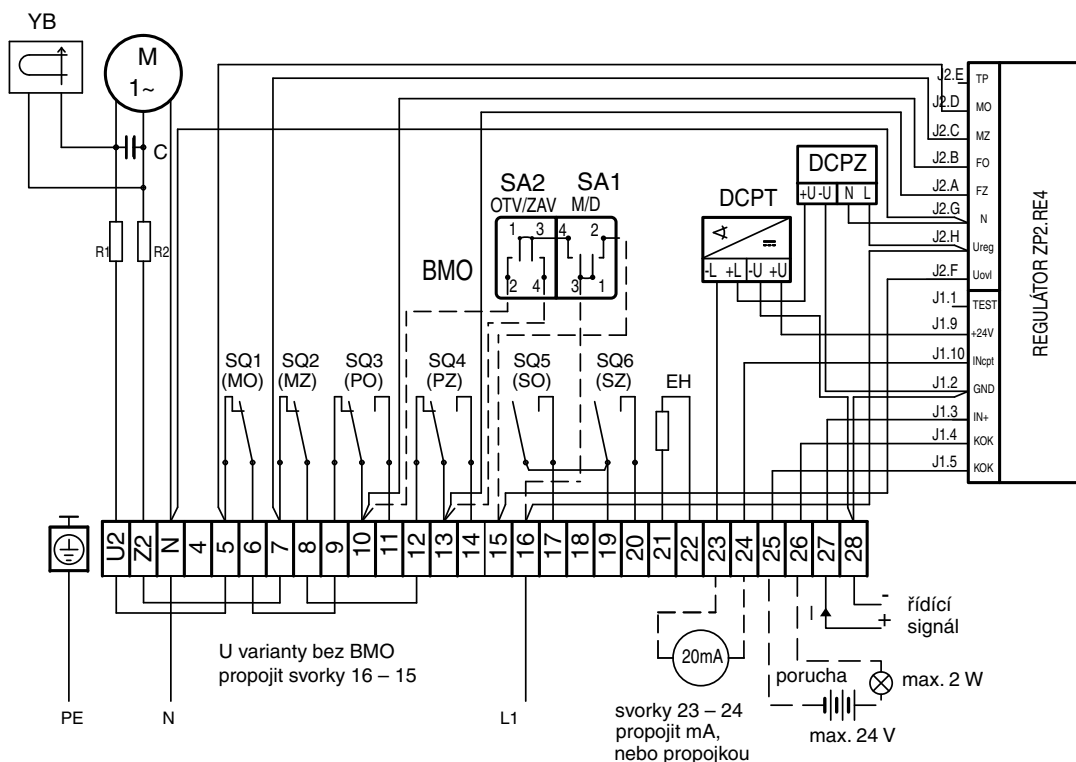 YB
M
1~
C
R1
R2
SA2
SA1
OTV/ZAV
M/D
1 3 4 2
2 4 3 1
BMO
DCPT
-L +L -U +U
DCPZ
+U -U N L
J2.E TP
J2.D MO
J2.C MZ
J2.B FO
J2.A FZ
J2.G N
J2.H Ureg
J2.F Uovl
J1.1 TEST
J1.9 +24V
J1.10 INcpt
J1.2 GND
J1.3 IN+
J1.4 KOK
J1.5 KOK
REGULÁTOR ZP2.RE4
SQ1
(MO)
SQ2
(MZ)
SQ3
(PO)
SQ4
(PZ)
SQ5
(SO)
SQ6
(SZ)
EH
U2 Z2 N 4 5 6 7 8 9 10 11 12 13 14 15 16 17 18 19 20 21 22 23 24 25 26 27 28
PE
N
U varianty bez BMO
propojit svorky 16 – 15
L1
20mA
svorky 23 – 24
propojit mA,
nebo propojkou
porucha
max. 24 V
max. 2 W
I
-
+
řídící
signál